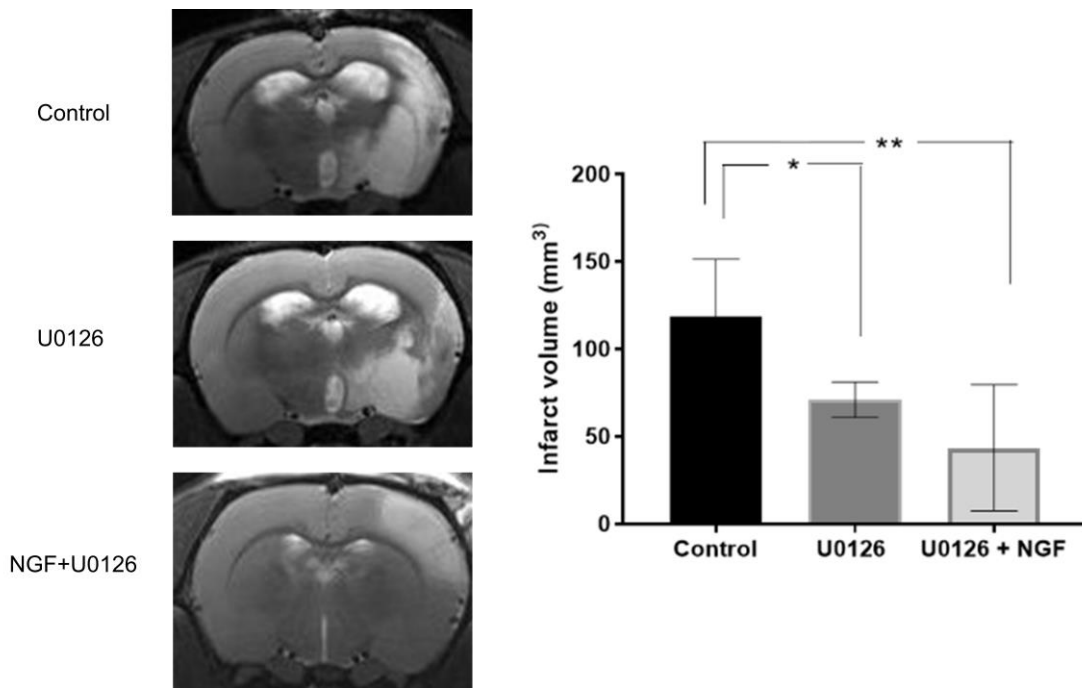 Control
U0126
NGF+U0126
**
*
200
150
100
50
0
Infarct volume (mm³)
Control
U0126
U0126 + NGF